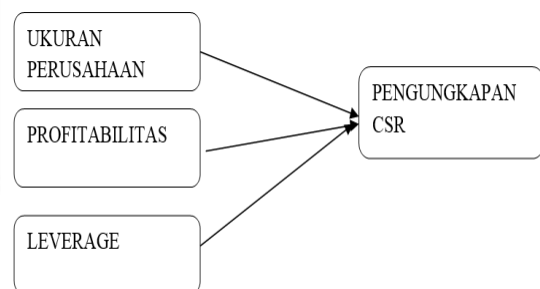 UKURAN
PERUSAHAAN
PENGUNGKAPAN
CSR
PROFITABILITAS
LEVERAGE